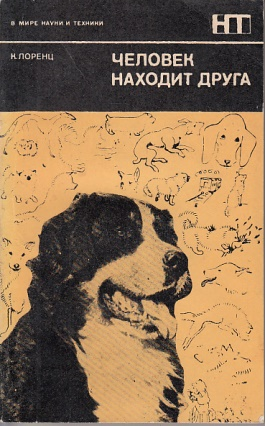 В МИРЕ НАУКИ И ТЕХНИКИ
НТ
К. ЛОРЕНЦ
ЧЕЛОВЕК
НАХОДИТ ДРУГА